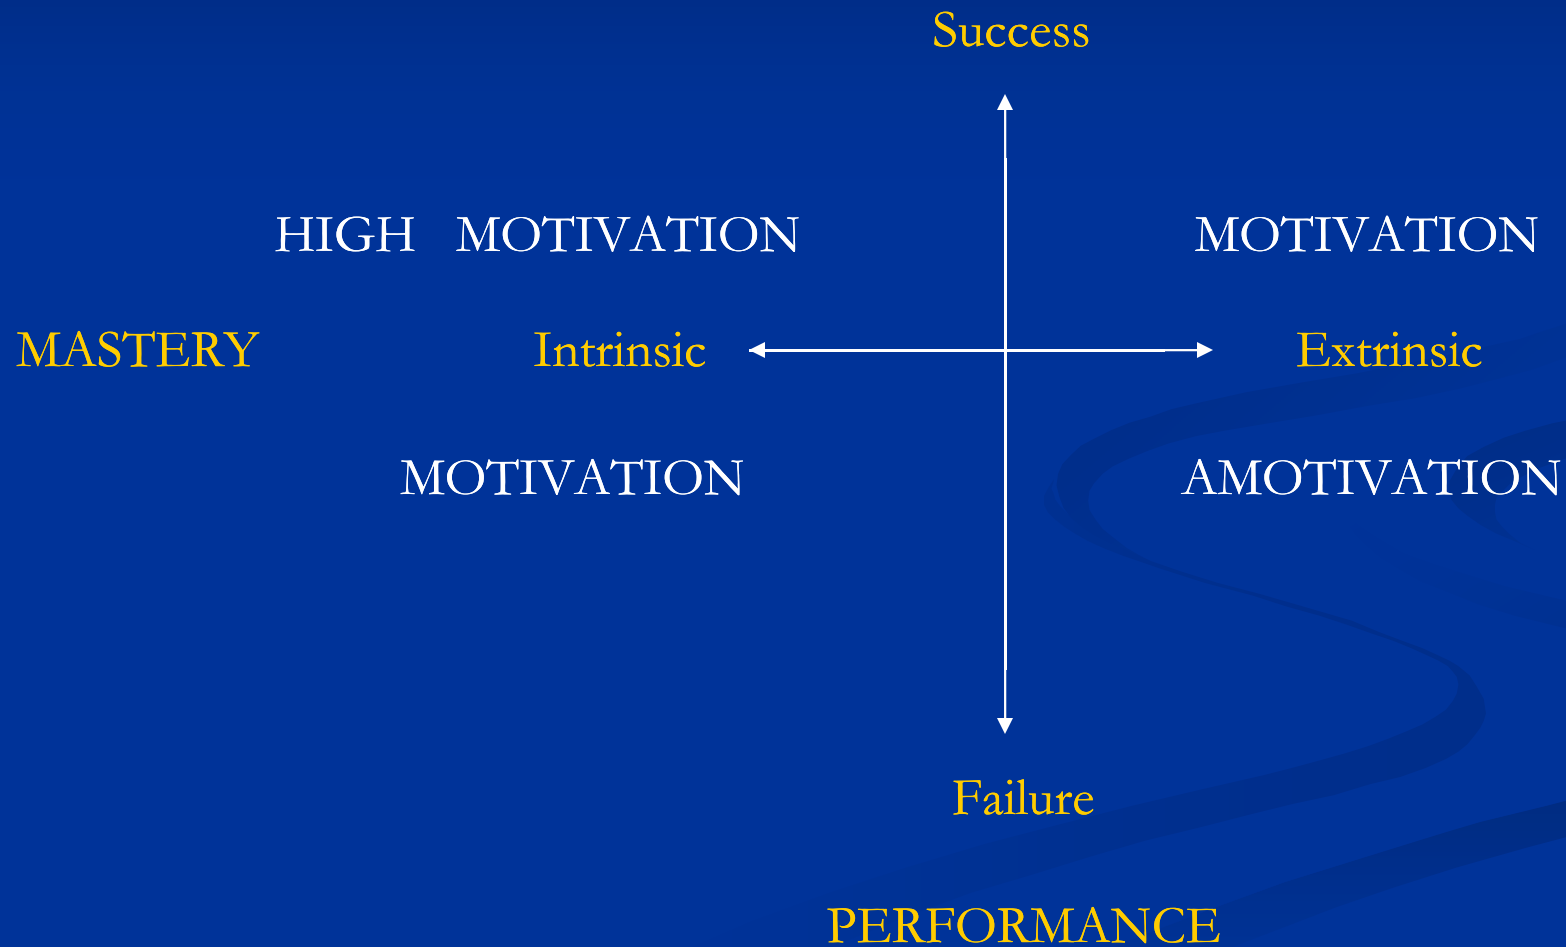 Success
HIGH MOTIVATION MOTIVATION
MASTERY Intrinsic Extrinsic
MOTIVATION AMOTIVATION
Failure
PERFORMANCE